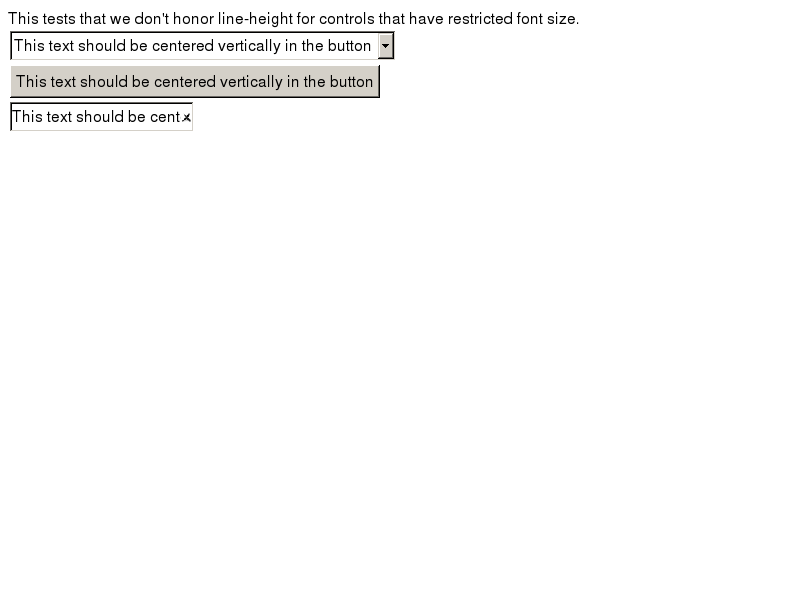 This tests that we don't honor line-height for controls that have restricted font size.
This text should be centered vertically in the button
This text should be centered vertically in the button
This text should be cent